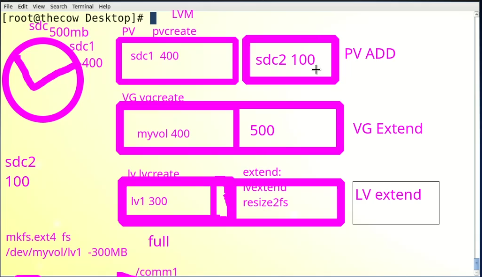 File Edit View Search Terminal Help
[root@thecow Desktop]#
LVM
sdc
500mb
sdc1
400
PV pvcreate
sdc1 400
sdc2 100
PV ADD
VG vgcreate
myvol 400
500
VG Extend
sdc2
100
lv lvcreate
lv1 300
extend:
lvextend
resize2fs
LV extend
mkfs.ext4 fs
/dev/myvol/lv1 -300MB
full
/comm1